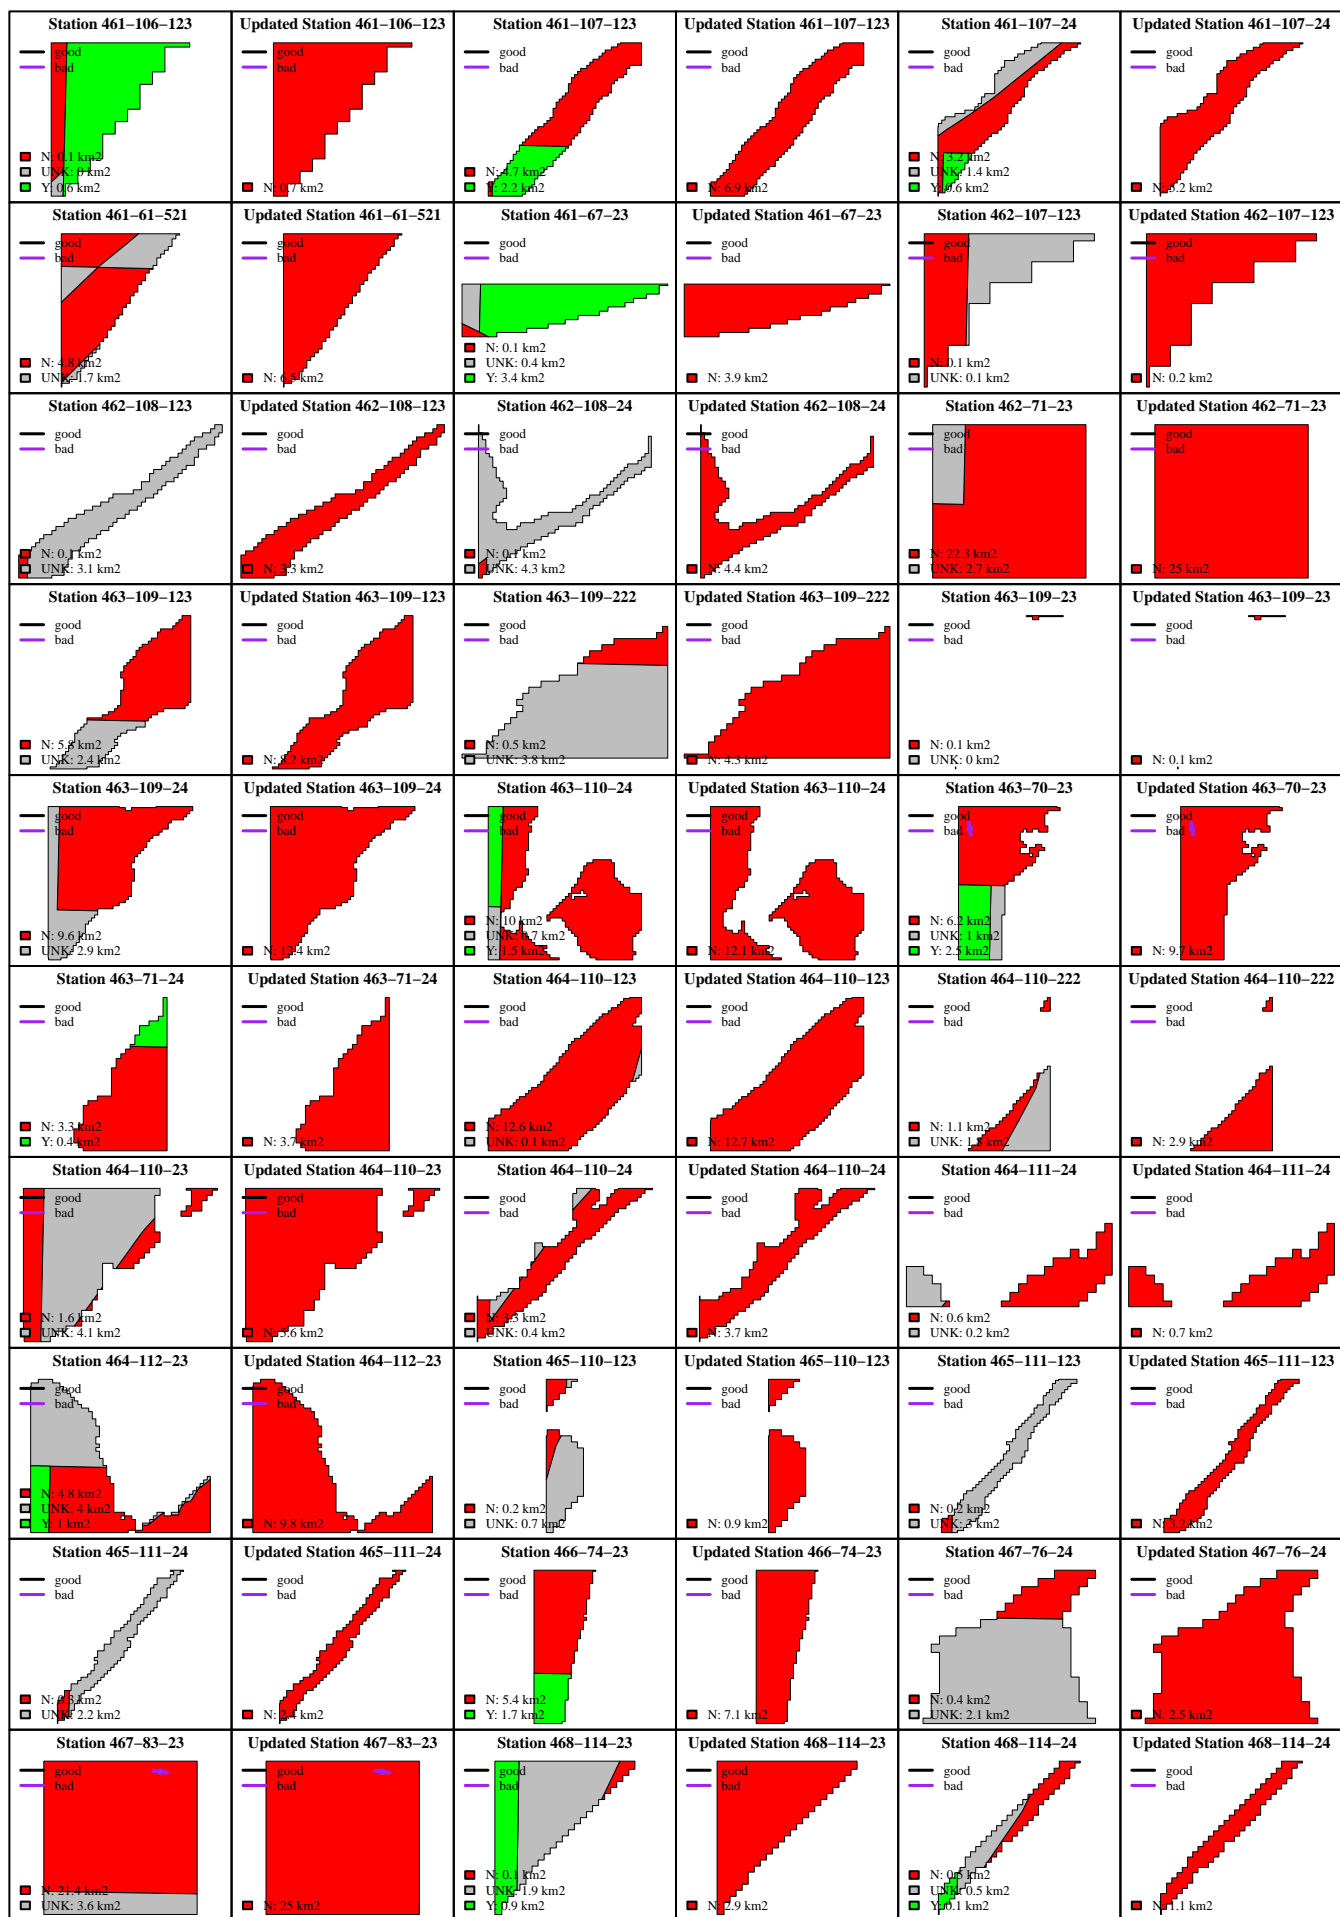 Station 461−106−123
good
bad
N: 0.1 km2
UNK: 0 km2
Y: 0.6 km2
Updated Station 461−106−123
good
bad
N: 0.7 km2
Station 461−107−123
good
bad
N: 4.7 km2
Y: 2.2 km2
Updated Station 461−107−123
good
bad
N: 6.9 km2
Station 461−107−24
good
bad
N: 3.2 km2
UNK: 1.4 km2
Y: 0.6 km2
Updated Station 461−107−24
good
bad
N: 5.2 km2
Station 461−61−521
good
bad
N: 4.8 km2
UNK: 1.7 km2
Updated Station 461−61−521
good
bad
N: 6.5 km2
Station 461−67−23
good
bad
N: 0.1 km2
UNK: 0.4 km2
Y: 3.4 km2
Updated Station 461−67−23
good
bad
N: 3.9 km2
Station 462−107−123
good
bad
N: 0.1 km2
UNK: 0.1 km2
Updated Station 462−107−123
good
bad
N: 0.2 km2
Station 462−108−123
good
bad
N: 0.1 km2
UNK: 3.1 km2
Updated Station 462−108−123
good
bad
N: 3.3 km2
Station 462−108−24
good
bad
N: 0.1 km2
UNK: 4.3 km2
Updated Station 462−108−24
good
bad
N: 4.4 km2
Station 462−71−23
good
bad
N: 22.3 km2
UNK: 2.7 km2
Updated Station 462−71−23
good
bad
N: 25 km2
Station 463−109−123
good
bad
N: 5.8 km2
UNK: 2.4 km2
Updated Station 463−109−123
good
bad
N: 8.2 km2
Station 463−109−222
good
bad
N: 0.5 km2
UNK: 3.8 km2
Updated Station 463−109−222
good
bad
N: 4.3 km2
Station 463−109−23
good
bad
N: 0.1 km2
UNK: 0 km2
Updated Station 463−109−23
good
bad
N: 0.1 km2
Station 463−109−24
good
bad
N: 9.6 km2
UNK: 2.9 km2
Updated Station 463−109−24
good
bad
N: 12.4 km2
Station 463−110−24
good
bad
N: 10 km2
UNK: 0.7 km2
Y: 1.5 km2
Updated Station 463−110−24
good
bad
N: 12.1 km2
Station 463−70−23
good
bad
N: 6.2 km2
UNK: 1 km2
Y: 2.5 km2
Updated Station 463−70−23
good
bad
N: 9.7 km2
Station 463−71−24
good
bad
N: 3.3 km2
Y: 0.4 km2
Updated Station 463−71−24
good
bad
N: 3.7 km2
Station 464−110−123
good
bad
N: 12.6 km2
UNK: 0.1 km2
Updated Station 464−110−123
good
bad
N: 12.7 km2
Station 464−110−222
good
bad
N: 1.1 km2
UNK: 1.8 km2
Updated Station 464−110−222
good
bad
N: 2.9 km2
Station 464−110−23
good
bad
N: 1.6 km2
UNK: 4.1 km2
Updated Station 464−110−23
good
bad
N: 5.6 km2
Station 464−110−24
good
bad
N: 3.3 km2
UNK: 0.4 km2
Updated Station 464−110−24
good
bad
N: 3.7 km2
Station 464−111−24
good
bad
N: 0.6 km2
UNK: 0.2 km2
Updated Station 464−111−24
good
bad
N: 0.7 km2
Station 464−112−23
good
bad
N: 4.8 km2
UNK: 4 km2
Y: 1 km2
Updated Station 464−112−23
good
bad
N: 9.8 km2
Station 465−110−123
good
bad
N: 0.2 km2
UNK: 0.7 km2
Updated Station 465−110−123
good
bad
N: 0.9 km2
Station 465−111−123
good
bad
N: 0.2 km2
UNK: 3 km2
Updated Station 465−111−123
good
bad
N: 3.2 km2
Station 465−111−24
good
bad
N: 0.3 km2
UNK: 2.2 km2
Updated Station 465−111−24
good
bad
N: 2.4 km2
Station 466−74−23
good
bad
N: 5.4 km2
Y: 1.7 km2
Updated Station 466−74−23
good
bad
N: 7.1 km2
Station 467−76−24
good
bad
N: 0.4 km2
UNK: 2.1 km2
Updated Station 467−76−24
good
bad
N: 2.5 km2
Station 467−83−23
good
bad
N: 21.4 km2
UNK: 3.6 km2
Updated Station 467−83−23
good
bad
N: 25 km2
Station 468−114−23
good
bad
N: 0.1 km2
UNK: 1.9 km2
Y: 0.9 km2
Updated Station 468−114−23
good
bad
N: 2.9 km2
Station 468−114−24
good
bad
N: 0.5 km2
UNK: 0.5 km2
Y: 0.1 km2
Updated Station 468−114−24
good
bad
N: 1.1 km2